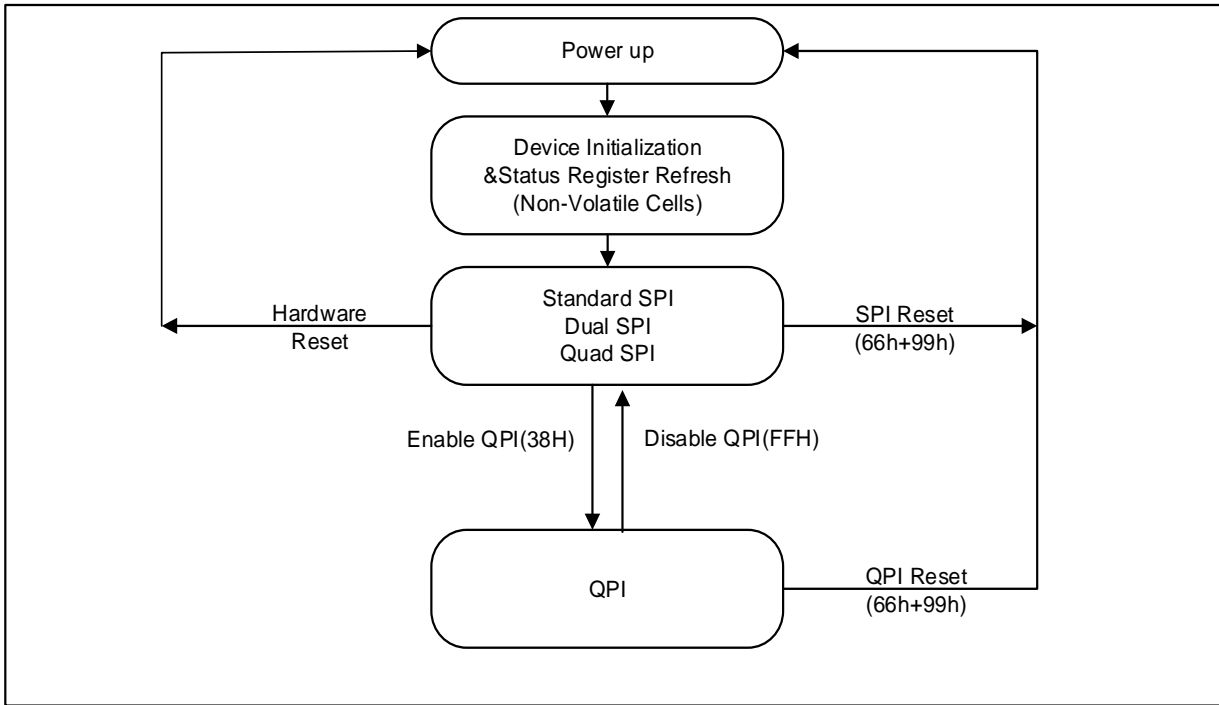 Power up
Device Initialization
&Status Register Refresh
(Non-Volatile Cells)
Standard SPI
Dual SPI
Quad SPI
Hardware
Reset
SPI Reset
(66h+99h)
Enable QPI(38H)
Disable QPI(FFH)
QPI
QPI Reset
(66h+99h)